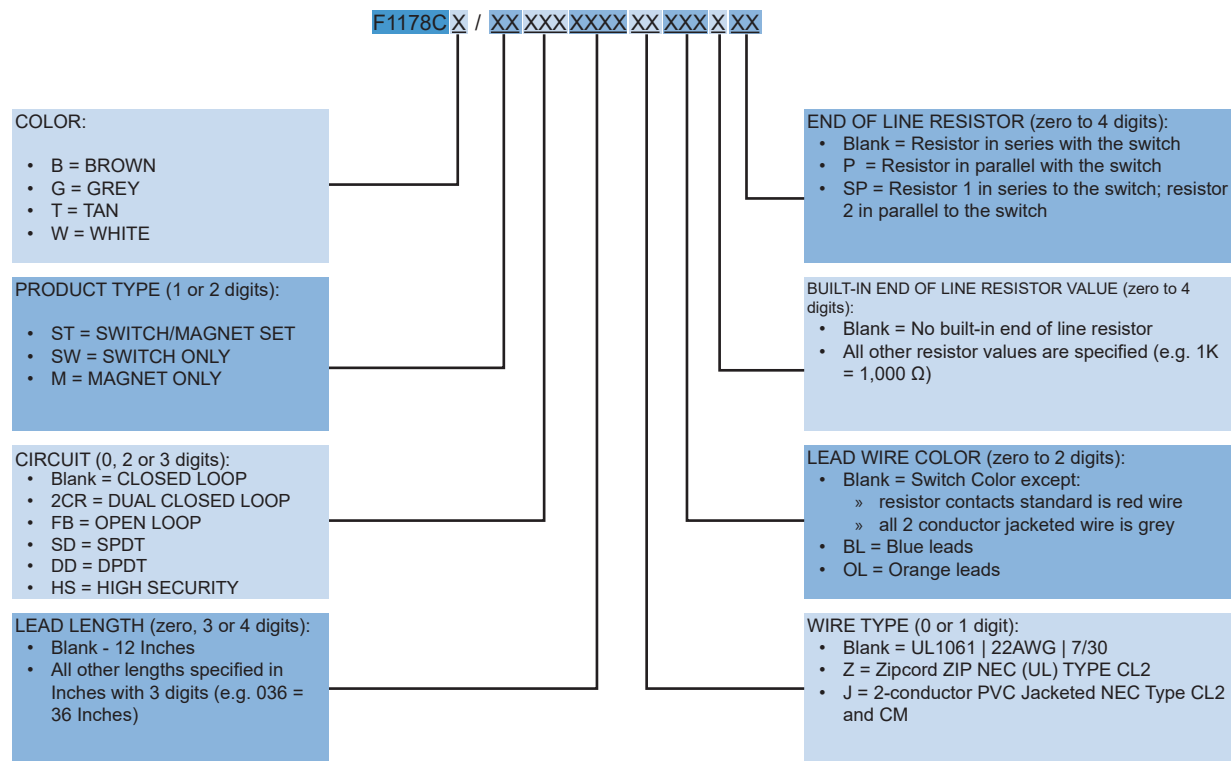 F1178C X / XX XXX XXXX XX XXX X XX
COLOR:
• B = BROWN
• G = GREY
• T = TAN
• W = WHITE
PRODUCT TYPE (1 or 2 digits):
• ST = SWITCH/MAGNET SET
• SW = SWITCH ONLY
• M = MAGNET ONLY
CIRCUIT (0, 2 or 3 digits):
• Blank = CLOSED LOOP
• 2CR = DUAL CLOSED LOOP
• FB = OPEN LOOP
• SD = SPDT
• DD = DPDT
• HS = HIGH SECURITY
LEAD LENGTH (zero, 3 or 4 digits):
• Blank - 12 Inches
• All other lengths specified in
Inches with 3 digits (e.g. 036 =
36 Inches)
END OF LINE RESISTOR (zero to 4 digits):
• Blank = Resistor in series with the switch
• P = Resistor in parallel with the switch
• SP = Resistor 1 in series to the switch; resistor
2 in parallel to the switch
BUILT-IN END OF LINE RESISTOR VALUE (zero to 4
digits):
• Blank = No built-in end of line resistor
• All other resistor values are specified (e.g. 1K
= 1,000 Ω)
LEAD WIRE COLOR (zero to 2 digits):
• Blank = Switch Color except:
» resistor contacts standard is red wire
» all 2 conductor jacketed wire is grey
• BL = Blue leads
• OL = Orange leads
WIRE TYPE (0 or 1 digit):
• Blank = UL1061 | 22AWG | 7/30
• Z = Zipcord ZIP NEC (UL) TYPE CL2
• J = 2-conductor PVC Jacketed NEC Type CL2
and CM